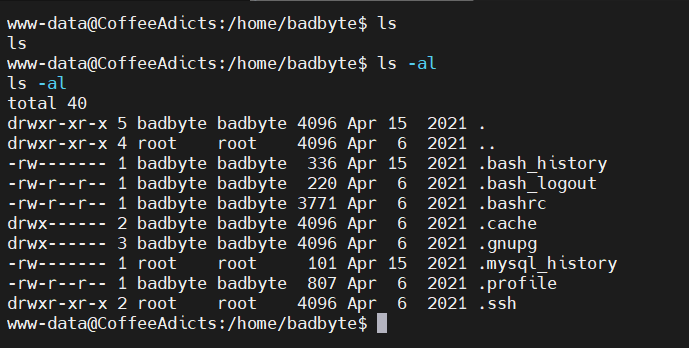 www-data@CoffeeAdicts:/home/badbyte$ ls
ls
www-data@CoffeeAdicts:/home/badbyte$ ls -al
ls -al
total 40
drwxr-xr-x 5 badbyte badbyte 4096 Apr 15  2021 .
drwxr-xr-x 4 root    root    4096 Apr  6  2021 ..
-rw------- 1 badbyte badbyte  336 Apr 15  2021 .bash_history
-rw-r--r-- 1 badbyte badbyte  220 Apr  6  2021 .bash_logout
-rw-r--r-- 1 badbyte badbyte 3771 Apr  6  2021 .bashrc
drwx------ 2 badbyte badbyte 4096 Apr  6  2021 .cache
drwx------ 3 badbyte badbyte 4096 Apr  6  2021 .gnupg
-rw------- 1 root    root     101 Apr 15  2021 .mysql_history
-rw-r--r-- 1 badbyte badbyte  807 Apr  6  2021 .profile
drwxr-xr-x 2 root    root    4096 Apr  6  2021 .ssh
www-data@CoffeeAdicts:/home/badbyte$